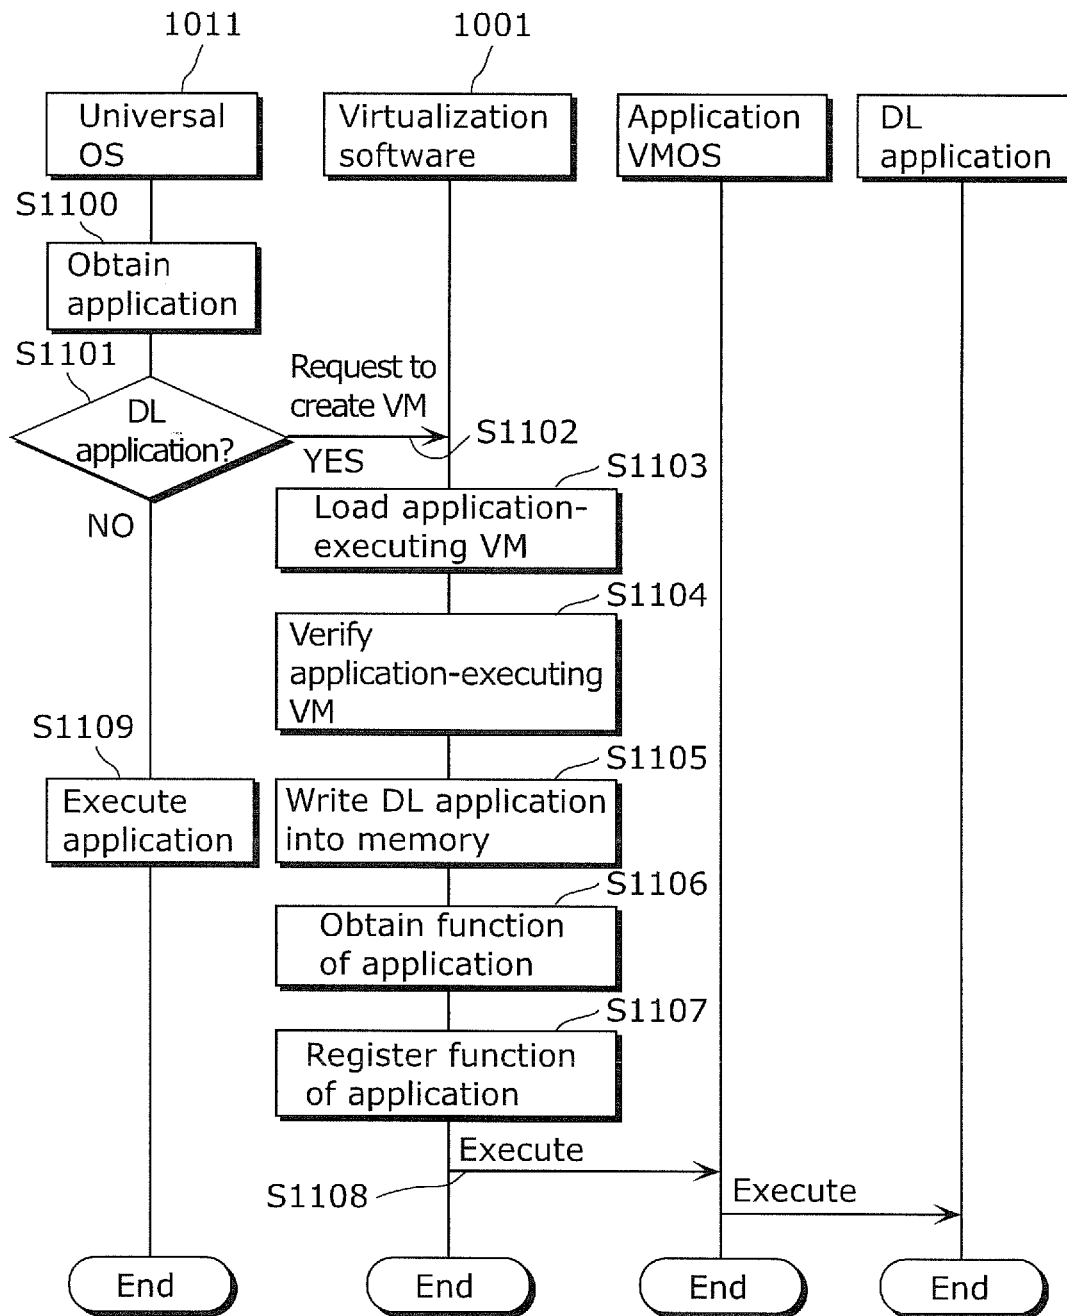 1011
1001
Universal
OS
Virtualization
software
Application
VMOS
DL
application
S1100
Obtain
application
S1101
DL
application?
Request to
create VM
S1102
YES
NO
S1103
Load application-
executing VM
S1104
Verify
application-executing
VM
S1109
Execute
application
S1105
Write DL application
into memory
S1106
Obtain function
of application
S1107
Register function
of application
Execute
S1108
Execute
End
End
End
End